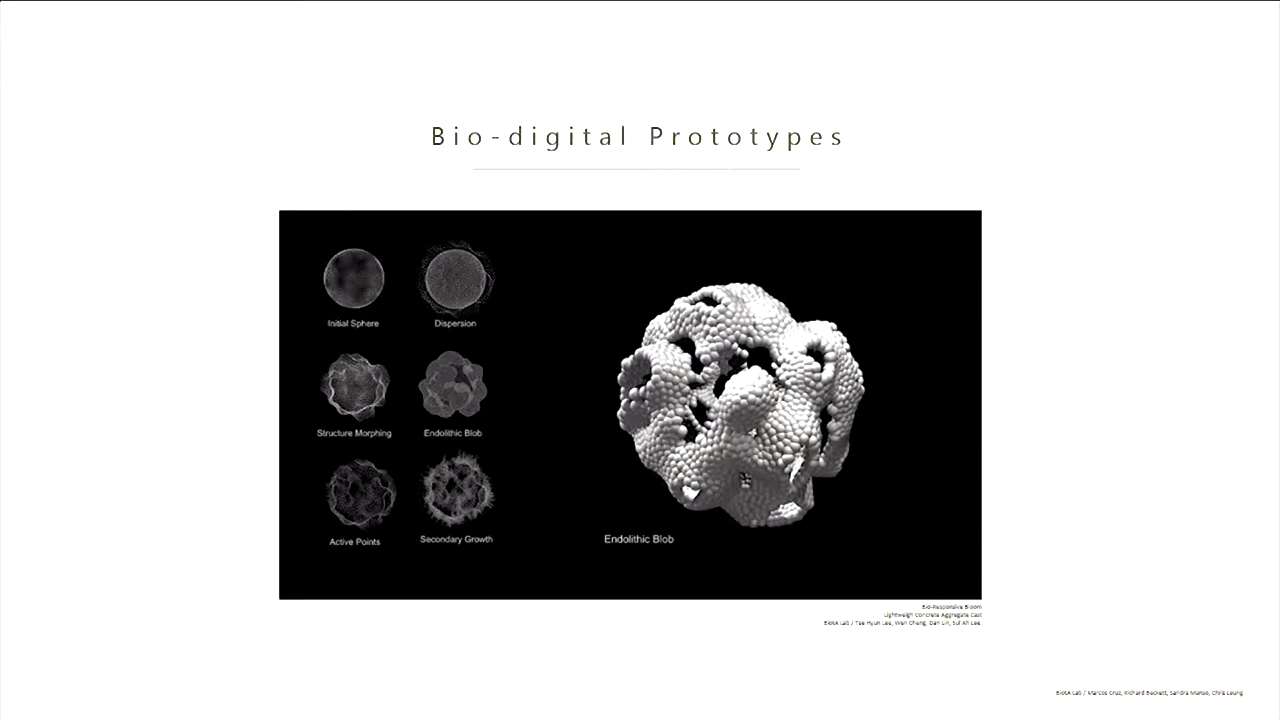 Bio-digital Prototypes
Initial Sphere
Dispersion
Structure Morphing
Endolithic Blob
Active Points
Secondary Growth
Endolithic Blob
Bio-Responsive Bloom
Lightweigh Concrete Aggregate Cast
BiotA Lab / Tae Hyun Lee, Wen Cheng, Dan Lin, Sul Ah Lee
BiotA Lab / Marcos Cruz, Richard Beckett, Sandra Manso, Chris Leung